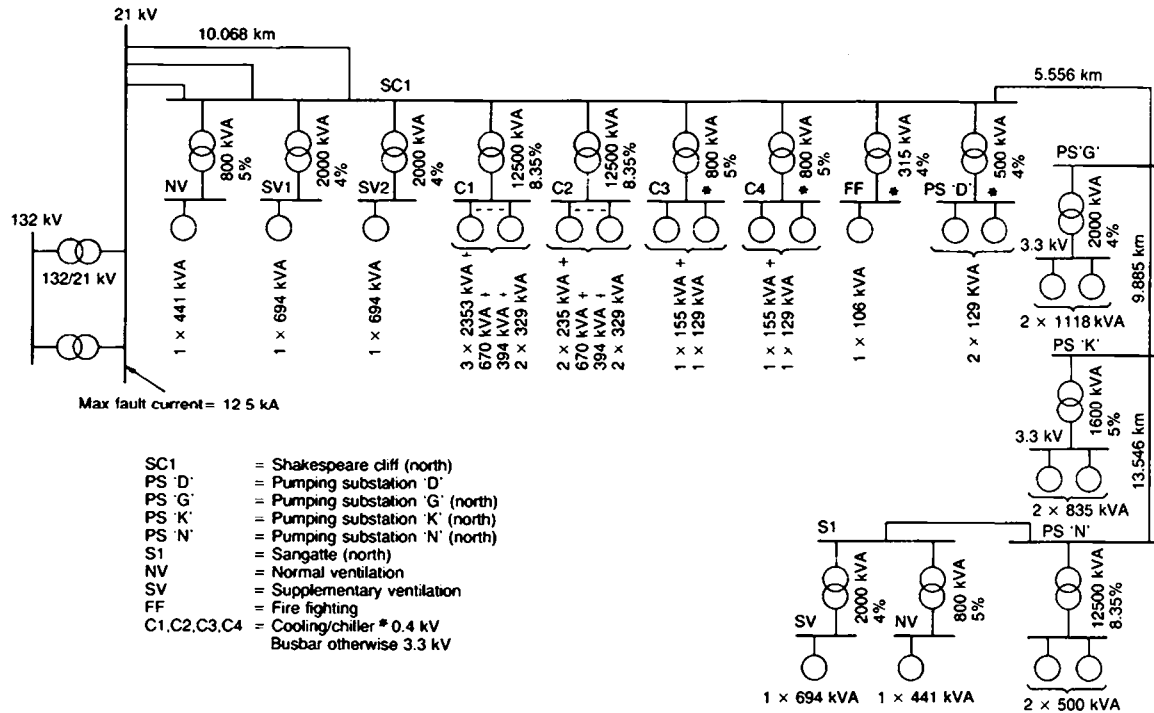 21 kV
10.068 km
SC1
5.556 km
NV
800 kVA
5%
SV1
2000 kVA
4%
SV2
2000 kVA
4%
C1
12500 kVA
8.35%
C2
12500 kVA
8.35%
C3
*
800 kVA
5%
C4
*
800 kVA
5%
FF
*
315 kVA
4%
PS 'D'
*
500 kVA
4%
PS'G'
2000 kVA
4%
3.3 kV
2 × 1118 kVA
9.885 km
132 kV
132/21 kV
1 × 441 kVA
1 × 694 kVA
1 × 694 kVA
3 × 2353 kVA +
670 kVA +
394 kVA +
2 × 329 kVA
2 × 235 kVA +
670 kVA +
394 kVA +
2 × 329 kVA
1 × 155 kVA +
1 × 129 kVA
1 × 155 kVA +
1 × 129 kVA
1 × 106 kVA
2 × 129 KVA
Max fault current= 12 5 kA
PS 'K'
1600 kVA
5%
3.3 kV
2 × 835 kVA
13.546 km
SC1 = Shakespeare cliff (north)
PS 'D' = Pumping substation 'D'
PS 'G' = Pumping substation 'G' (north)
PS 'K' = Pumping substation 'K' (north)
PS 'N' = Pumping substation 'N' (north)
S1 = Sangatte (north)
NV = Normal ventilation
SV = Supplementary ventilation
FF = Fire fighting
C1,C2,C3,C4 = Cooling/chiller * 0.4 kV
Busbar otherwise 3.3 kV
S1
PS 'N'
SV
2000 kVA
4%
NV
800 kVA
5%
12500 kVA
8.35%
1 × 694 kVA
1 × 441 kVA
2 × 500 kVA